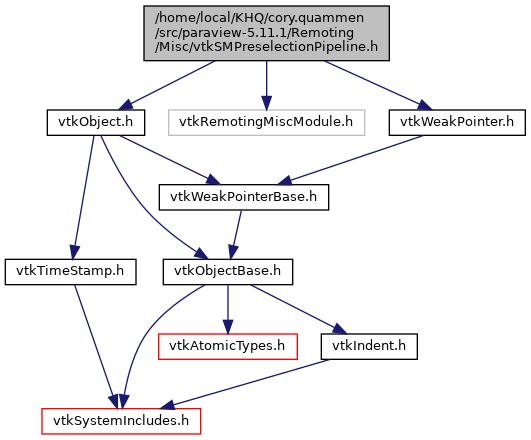 /home/local/KHQ/cory.quammen
/src/paraview-5.11.1/Remoting
/Misc/vtkSMPreselectionPipeline.h
vtkObject.h
vtkRemotingMiscModule.h
vtkWeakPointer.h
vtkWeakPointerBase.h
vtkTimeStamp.h
vtkObjectBase.h
vtkAtomicTypes.h
vtkIndent.h
vtkSystemIncludes.h